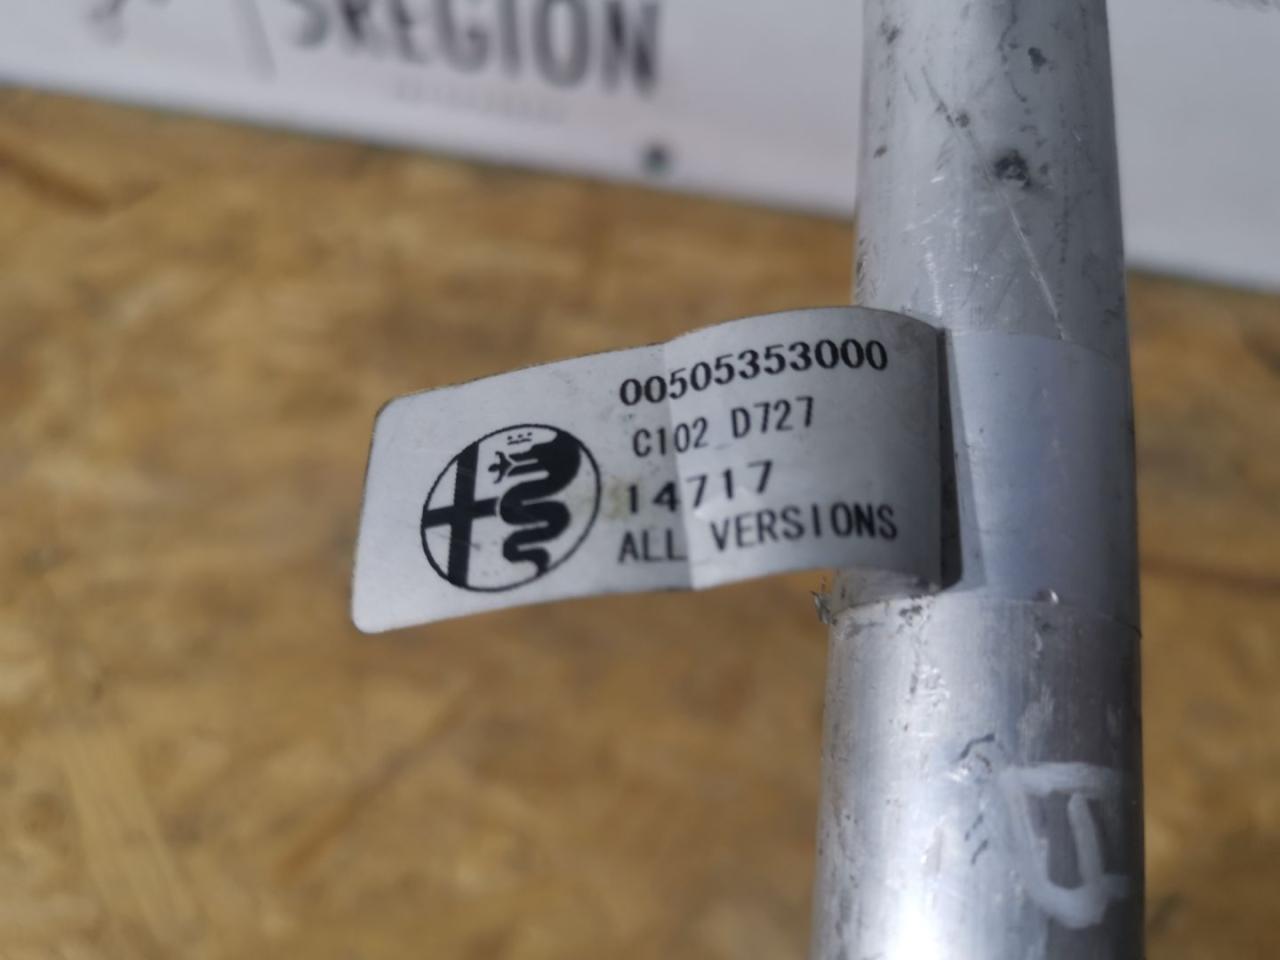 SREGION
00505353000
C102 D727
14717
ALL VERSIONS